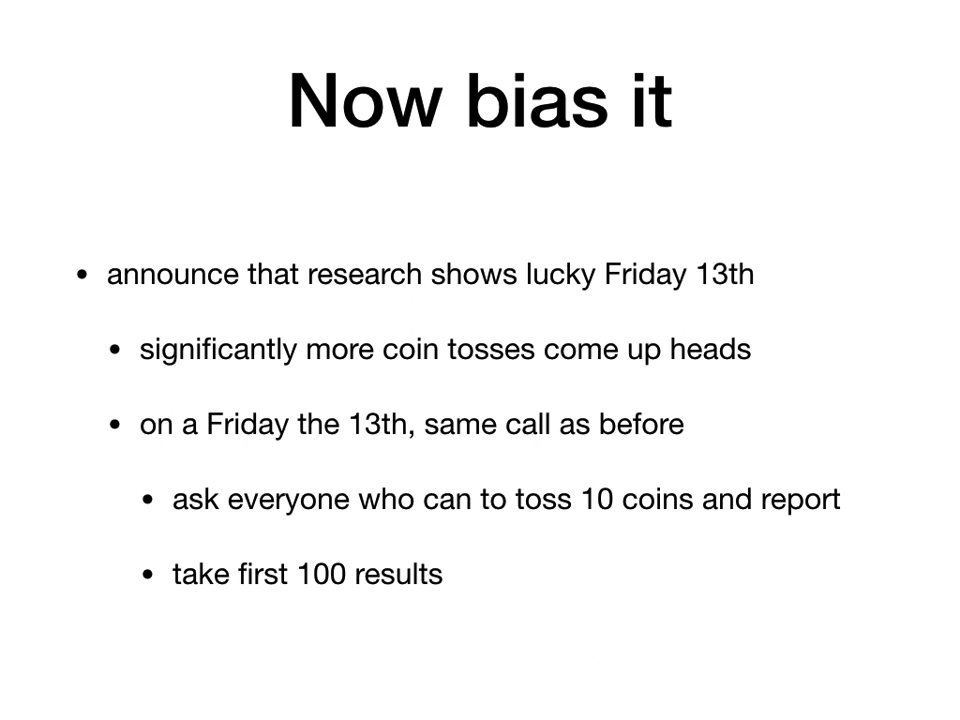 Now bias it
• announce that research shows lucky Friday 13th
• significantly more coin tosses come up heads
• on a Friday the 13th, same call as before
• ask everyone who can to toss 10 coins and report
• take first 100 results